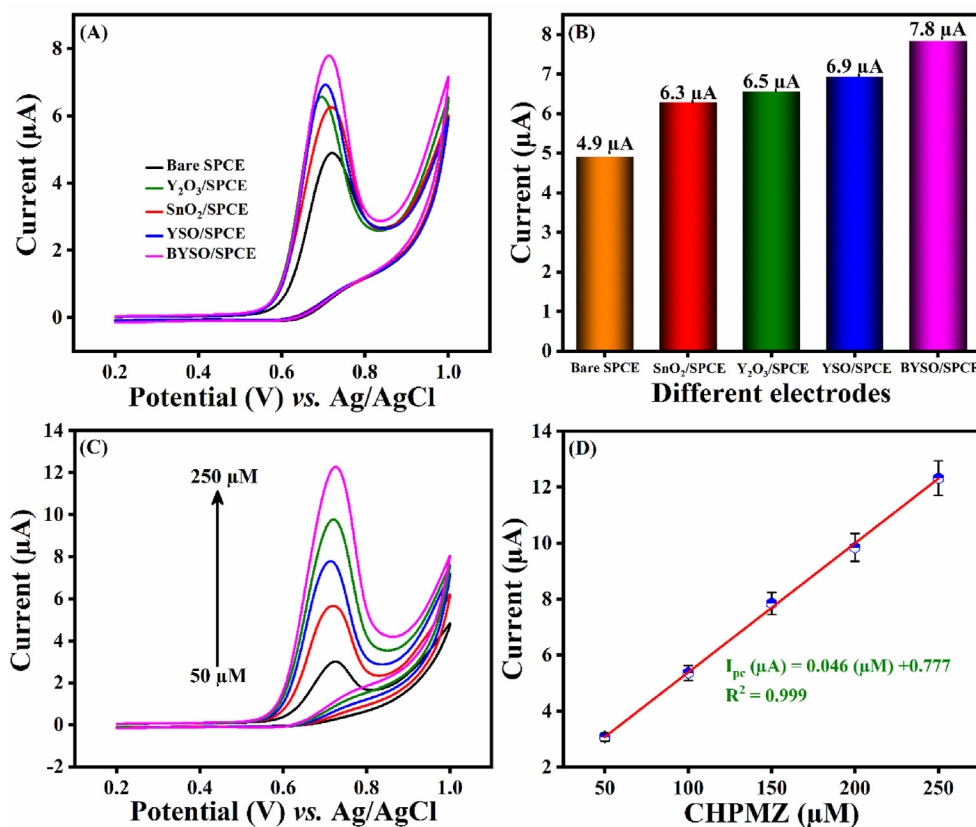 (A)
Current (µA)
8
6
4
2
0
Bare SPCE
Y₂O₃/SPCE
SnO₂/SPCE
YSO/SPCE
BYSO/SPCE
0.2 0.4 0.6 0.8 1.0
Potential (V) vs. Ag/AgCl
(B)
Current (µA)
8
7
6
5
4
3
2
1
0
4.9 µA
6.3 µA
6.5 µA
6.9 µA
7.8 µA
Bare SPCE SnO₂/SPCE Y₂O₃/SPCE YSO/SPCE BYSO/SPCE
Different electrodes
(C)
Current (µA)
14
12
10
8
6
4
2
0
-2
250 µM
50 µM
0.2 0.4 0.6 0.8 1.0
Potential (V) vs. Ag/AgCl
(D)
Current (µA)
14
12
10
8
6
4
2
I_pc (µA) = 0.046 (µM) +0.777
R² = 0.999
50 100 150 200 250
CHPMZ (µM)